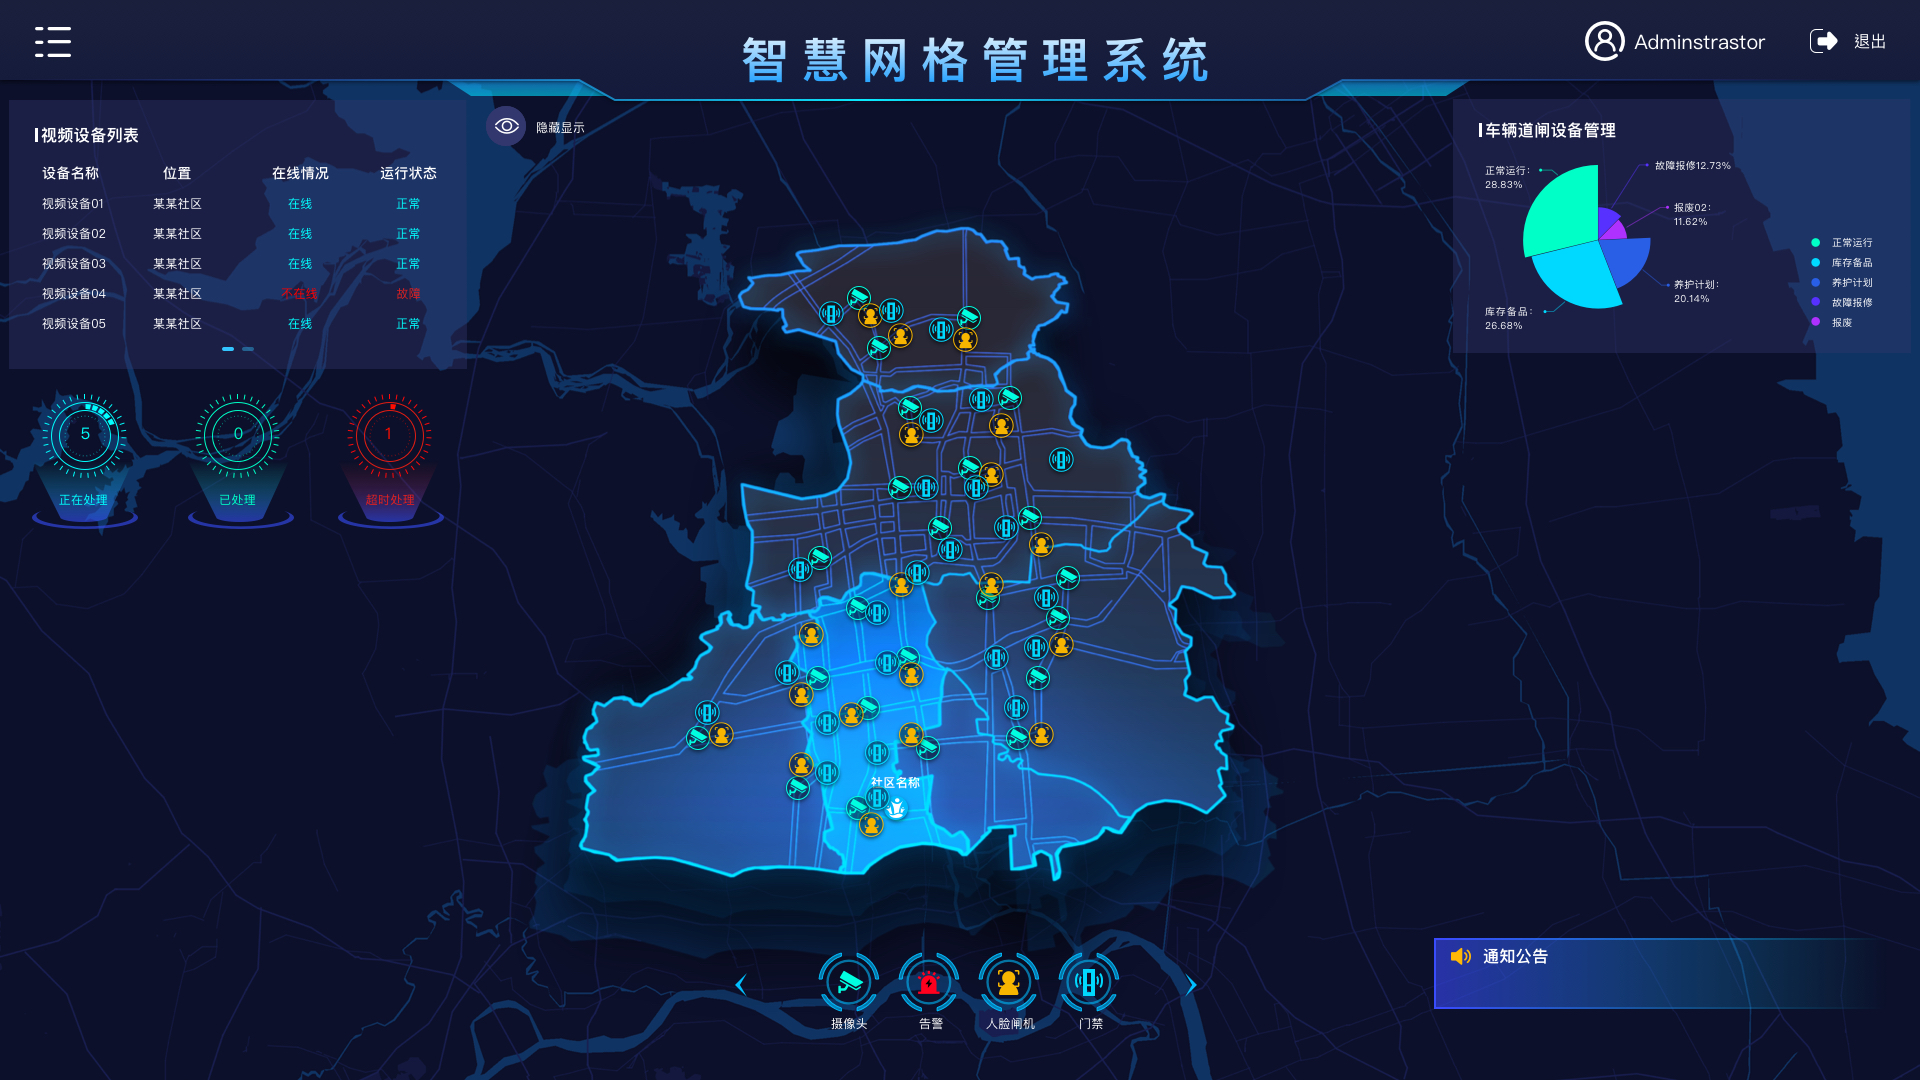 智慧网格管理系统
Adminstrastor
退出
视频设备列表
设备名称 位置 在线情况 运行状态
视频设备01 某某社区 在线 正常
视频设备02 某某社区 在线 正常
视频设备03 某某社区 在线 正常
视频设备04 某某社区 不在线 故障
视频设备05 某某社区 在线 正常
隐藏显示
5
正在处理
0
已处理
1
超时处理
车辆道闸设备管理
正常运行：
28.83%
故障报修12.73%
报废02：
11.62%
养护计划：
20.14%
库存备品：
26.68%
正常运行
库存备品
养护计划
故障报修
报废
社区名称
摄像头
告警
人脸闸机
门禁
通知公告